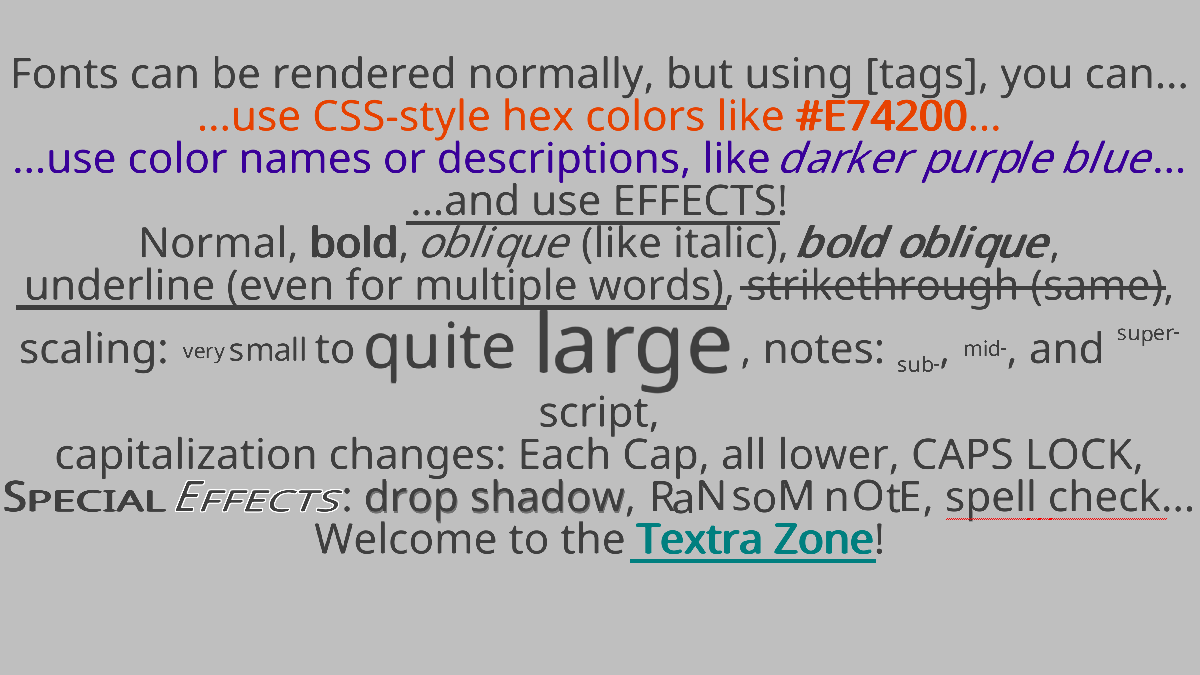 Fonts can be rendered normally, but using [tags], you can...
...use CSS-style hex colors like #E74200...
...use color names or descriptions, like darker purple blue...
...and use EFFECTS!
Normal, bold, oblique (like italic), bold oblique,
underline (even for multiple words), strikethrough (same),
scaling: very small to quite large, notes: sub-, mid-, and super-
script,
capitalization changes: Each Cap, all lower, CAPS LOCK,
Special Effects: drop shadow, RaNsoM nOtE, spell check...
Welcome to the Textra Zone!